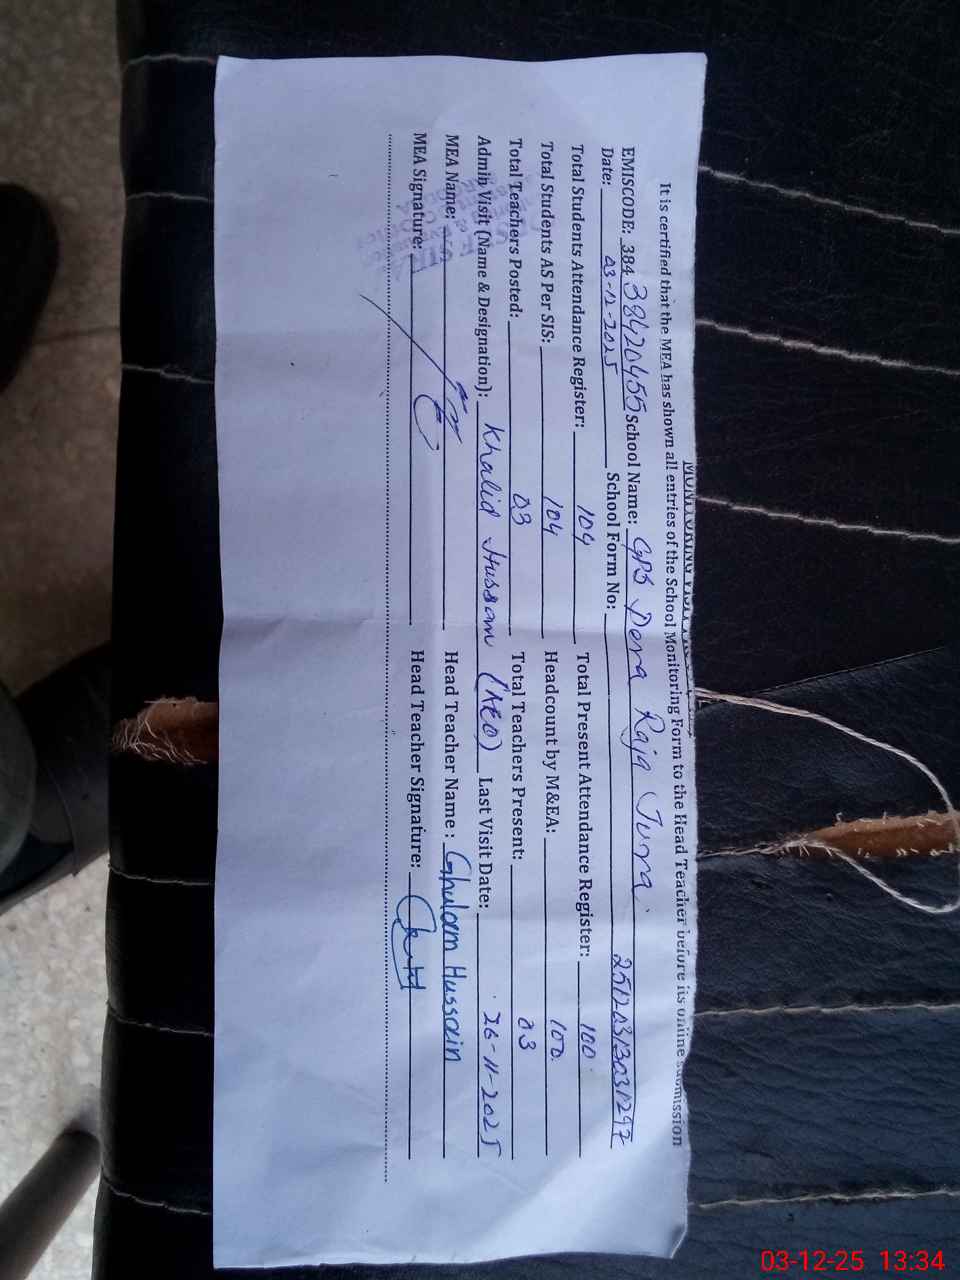 MONITORING VISIT
It is certified that the MEA has shown all entries of the School Monitoring Form to the Head Teacher before its online submission
EMISCODE: 384 38420455 School Name: GPS Dera Raja Jura
Date: 03-12-2025 School Form No: 25120313031297
Total Students Attendance Register: 104 Total Present Attendance Register: 100
Total Students AS Per SIS: 104 Headcount by M&EA: 100
Total Teachers Posted: 03 Total Teachers Present: 03
Admin Visit (Name & Designation): Khalid Hussan (AEO) Last Visit Date: 26-11-2025
MEA Name: Head Teacher Name : Ghulam Hussain
MEA Signature: Head Teacher Signature:
03-12-25 13:34